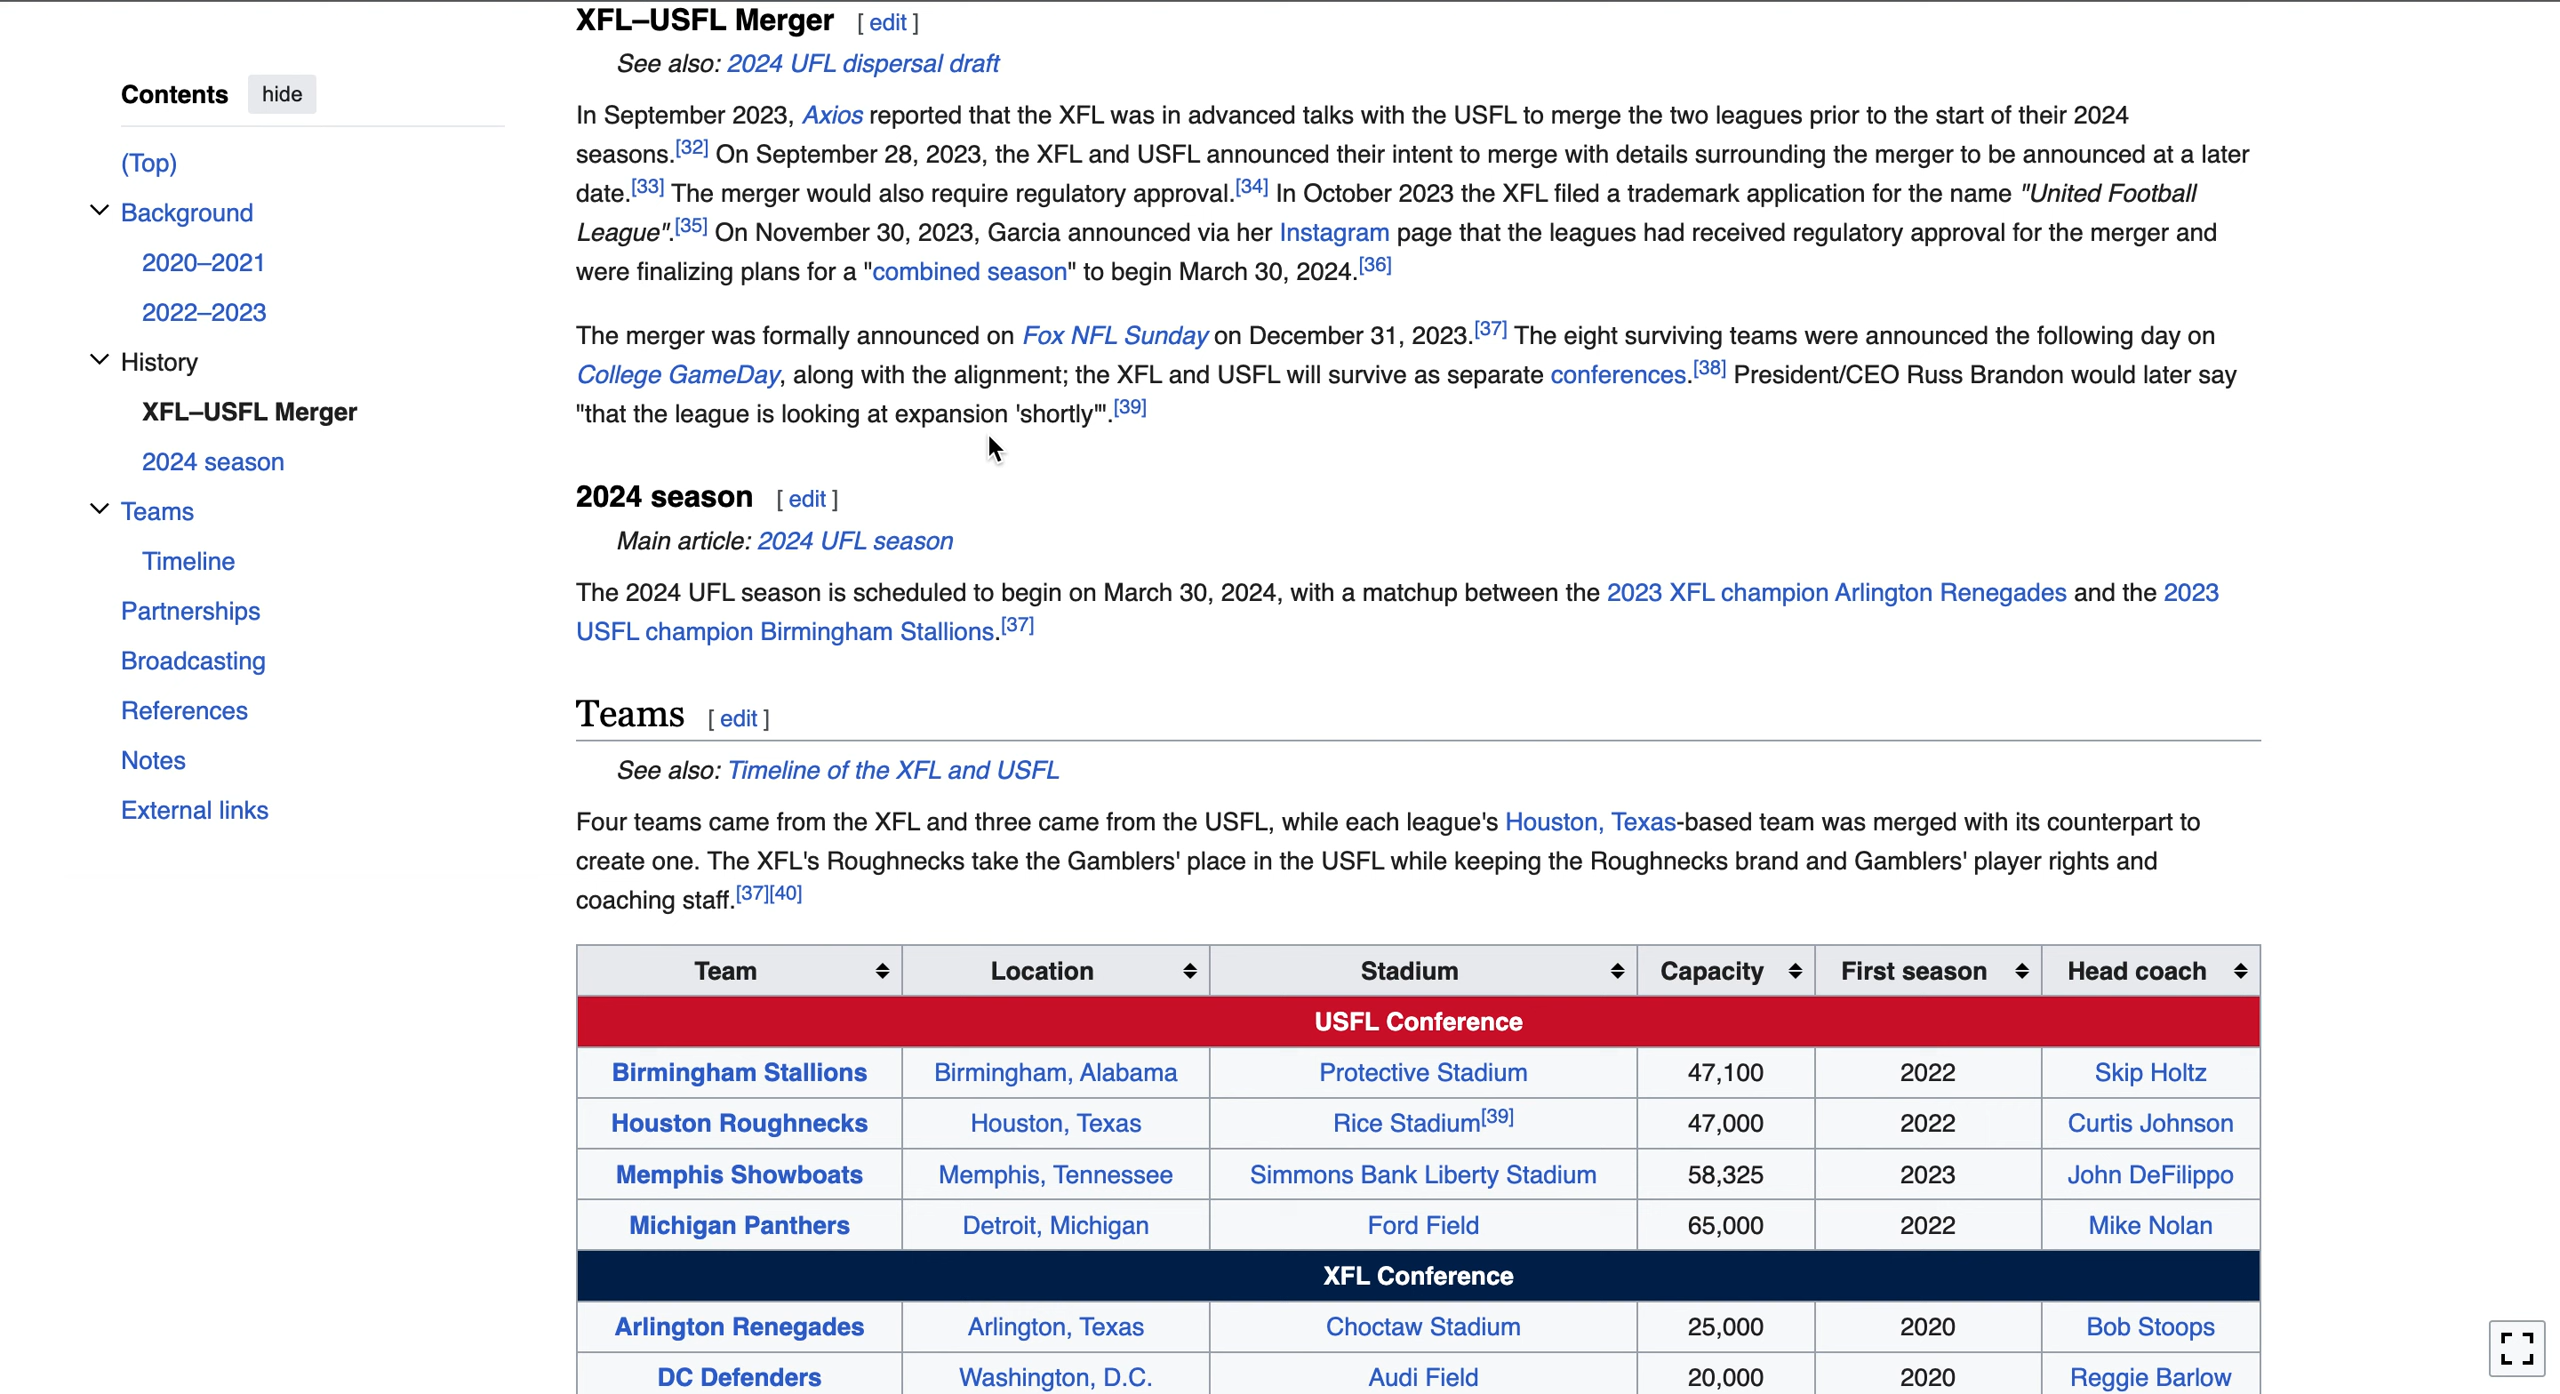 XFL–USFL Merger [ edit ]
See also: 2024 UFL dispersal draft
Contents hide
(Top)
Background
2020–2021
2022–2023
History
XFL–USFL Merger
2024 season
Teams
Timeline
Partnerships
Broadcasting
References
Notes
External links
In September 2023, Axios reported that the XFL was in advanced talks with the USFL to merge the two leagues prior to the start of their 2024
seasons.[32] On September 28, 2023, the XFL and USFL announced their intent to merge with details surrounding the merger to be announced at a later
date.[33] The merger would also require regulatory approval.[34] In October 2023 the XFL filed a trademark application for the name "United Football
League".[35] On November 30, 2023, Garcia announced via her Instagram page that the leagues had received regulatory approval for the merger and
were finalizing plans for a "combined season" to begin March 30, 2024.[36]
The merger was formally announced on Fox NFL Sunday on December 31, 2023.[37] The eight surviving teams were announced the following day on
College GameDay, along with the alignment; the XFL and USFL will survive as separate conferences.[38] President/CEO Russ Brandon would later say
"that the league is looking at expansion 'shortly'".[39]
2024 season [ edit ]
Main article: 2024 UFL season
The 2024 UFL season is scheduled to begin on March 30, 2024, with a matchup between the 2023 XFL champion Arlington Renegades and the 2023
USFL champion Birmingham Stallions.[37]
Teams [ edit ]
See also: Timeline of the XFL and USFL
Four teams came from the XFL and three came from the USFL, while each league's Houston, Texas-based team was merged with its counterpart to
create one. The XFL's Roughnecks take the Gamblers' place in the USFL while keeping the Roughnecks brand and Gamblers' player rights and
coaching staff.[37][40]
Team Location Stadium Capacity First season Head coach
USFL Conference
Birmingham Stallions Birmingham, Alabama Protective Stadium 47,100 2022 Skip Holtz
Houston Roughnecks Houston, Texas Rice Stadium[39] 47,000 2022 Curtis Johnson
Memphis Showboats Memphis, Tennessee Simmons Bank Liberty Stadium 58,325 2023 John DeFilippo
Michigan Panthers Detroit, Michigan Ford Field 65,000 2022 Mike Nolan
XFL Conference
Arlington Renegades Arlington, Texas Choctaw Stadium 25,000 2020 Bob Stoops
DC Defenders Washington, D.C. Audi Field 20,000 2020 Reggie Barlow